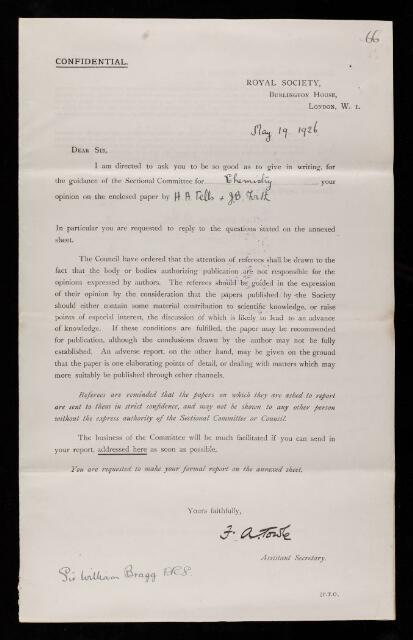 66
CONFIDENTIAL.
ROYAL SOCIETY,
BURLINGTON HOUSE,
LONDON, W. 1.
May 19 1926
DEAR SIR,
I am directed to ask you to be so good as to give in writing, for
the guidance of the Sectional Committee for Chemistry your
opinion on the enclosed paper by H A Tells + J.B. Firth
In particular you are requested to reply to the questions stated on the annexed
sheet.
The Council have ordered that the attention of referees shall be drawn to the
fact that the body or bodies authorizing publication are not responsible for the
opinions expressed by authors. The referees should be guided in the expression
of their opinion by the consideration that the papers published by the Society
should either contain some material contribution to scientific knowledge, or raise
points of especial interest, the discussion of which is likely to lead to an advance
of knowledge. If these conditions are fulfilled, the paper may be recommended
for publication, although the conclusions drawn by the author may not be fully
established. An adverse report, on the other hand, may be given on the ground
that the paper is one elaborating points of detail, or dealing with matters which may
more suitably be published through other channels.
Referees are reminded that the papers on which they are asked to report
are sent to them in strict confidence, and may not be shown to any other person
without the express authority of the Sectional Committee or Council.
The business of the Committee will be much facilitated if you can send in
your report, addressed here as soon as possible.
You are requested to make your formal report on the annexed sheet.
Yours faithfully,
F. A. Towle
Assistant Secretary.
Sir William Bragg FRS.
[P.T.O.